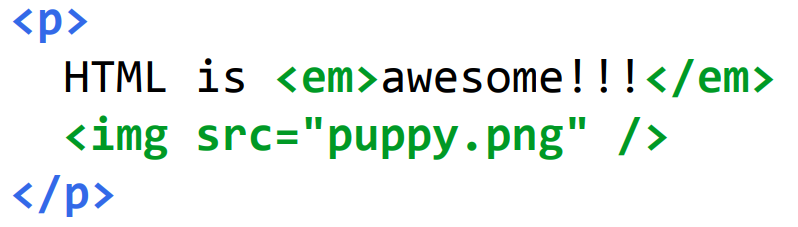 <p>
HTML is <em>awesome!!!</em>
<img src="puppy.png" />
</p>